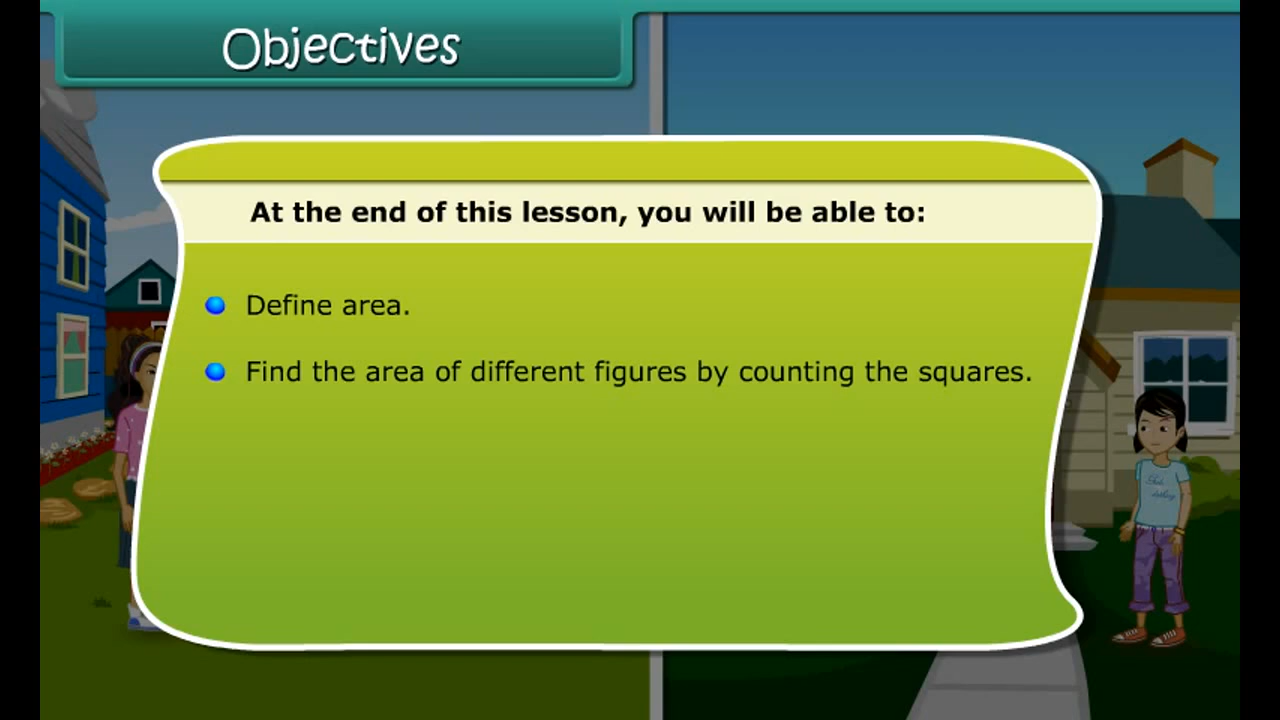 Objectives
At the end of this lesson, you will be able to:
Define area.
Find the area of different figures by counting the squares.